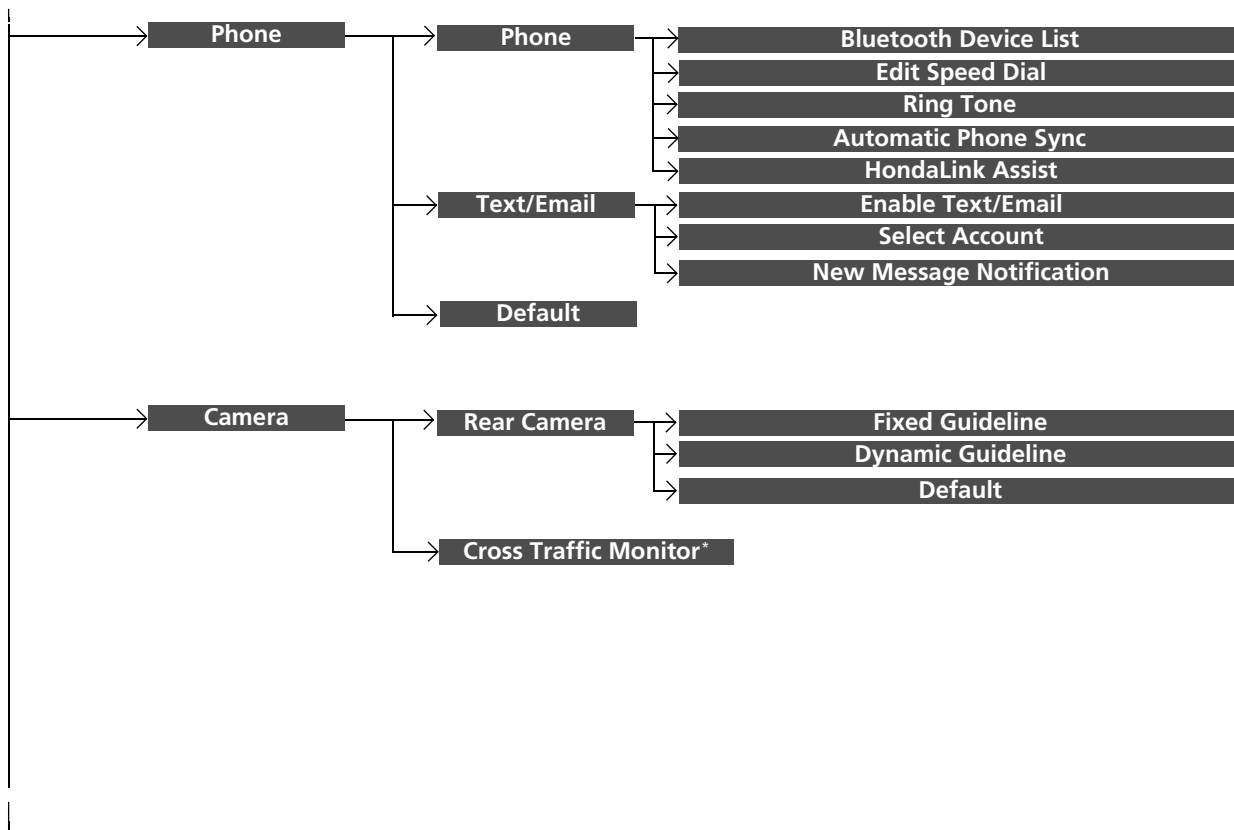 Phone
Phone
Bluetooth Device List
Edit Speed Dial
Ring Tone
Automatic Phone Sync
HondaLink Assist
Text/Email
Enable Text/Email
Select Account
New Message Notification
Default
Camera
Rear Camera
Fixed Guideline
Dynamic Guideline
Default
Cross Traffic Monitor*